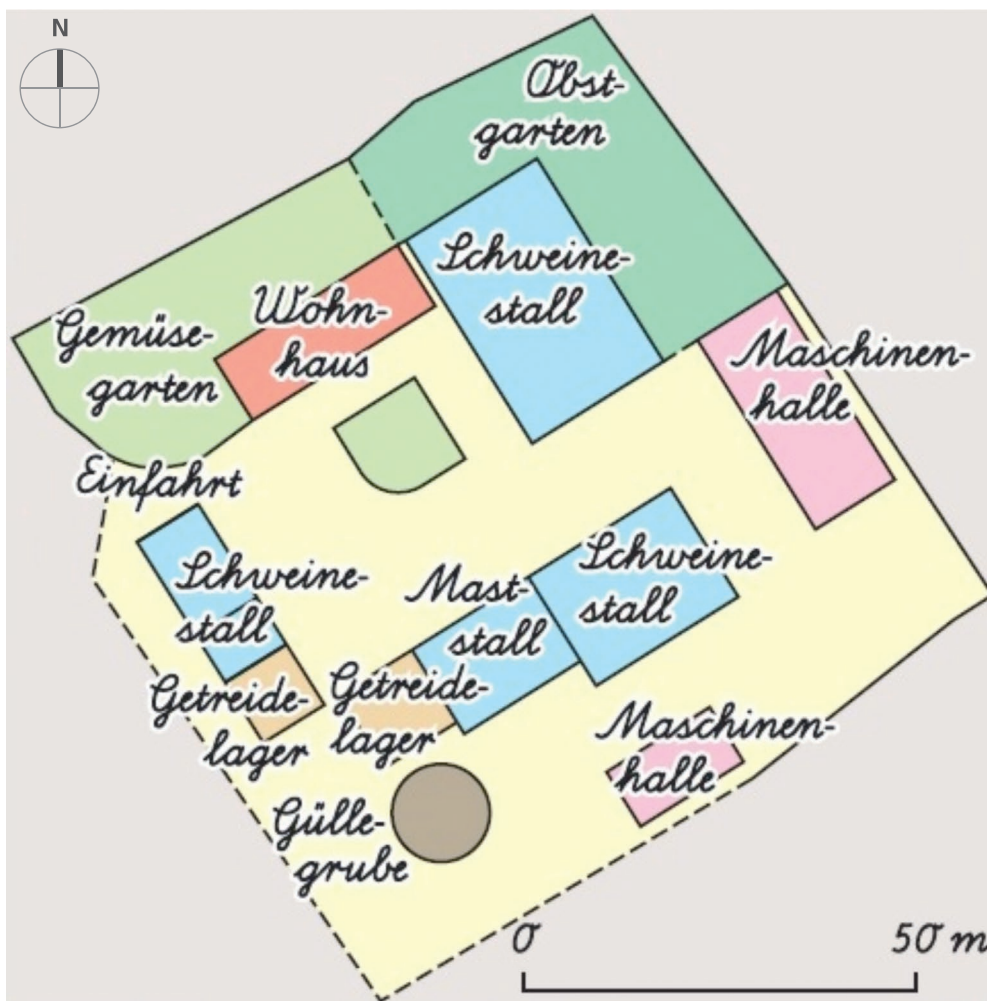 N
Obst-
garten
Schweine-
stall
Wohn-
haus
Gemüse-
garten
Maschinen-
halle
Einfahrt
Schweine-
stall
Mast-
stall
Schweine-
stall
Getreide-
lager
Getreide-
lager
Maschinen-
halle
Gülle-
grube
0
50 m